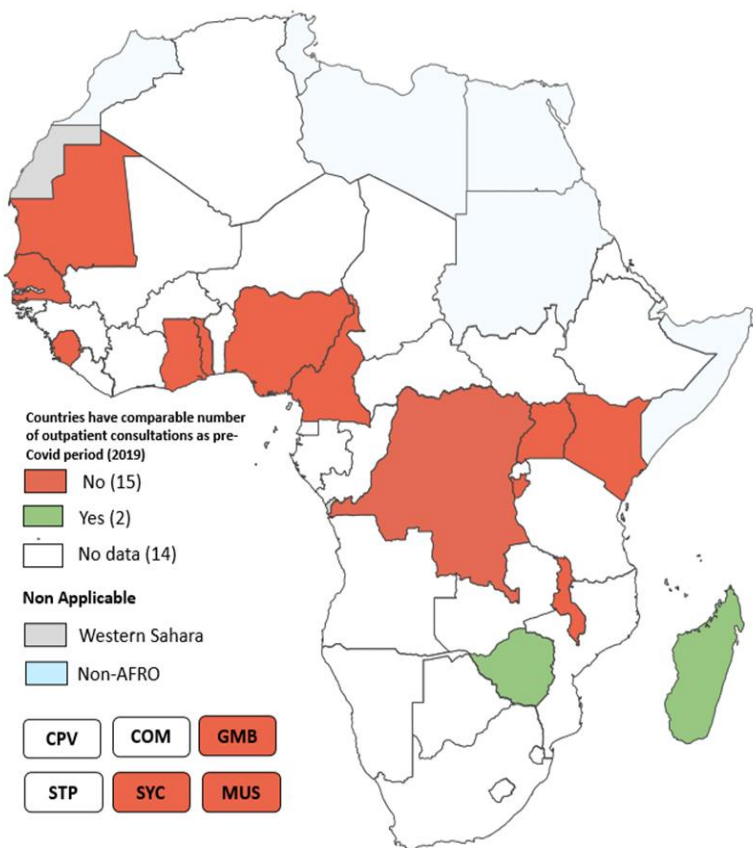 Countries have comparable number
of outpatient consultations as pre-
Covid period (2019)
No (15)
Yes (2)
No data (14)
Non Applicable
Western Sahara
Non-AFRO
CPV COM GMB
STP SYC MUS